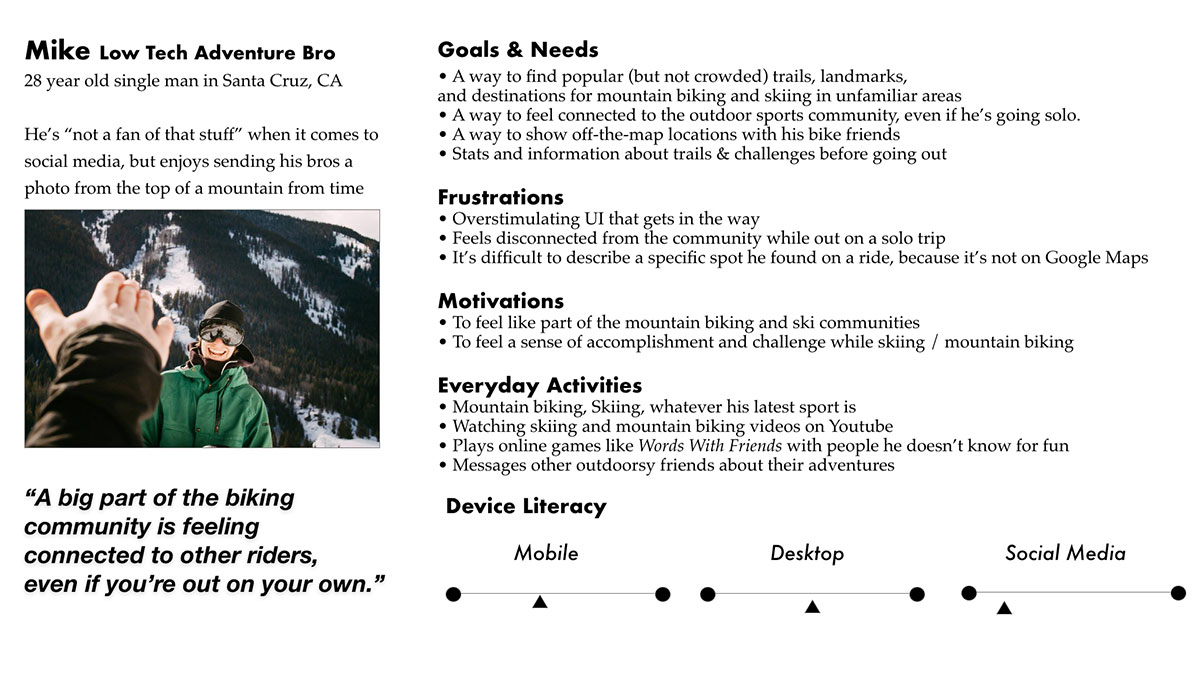 Mike Low Tech Adventure Bro
28 year old single man in Santa Cruz, CA
He's “not a fan of that stuff” when it comes to
social media, but enjoys sending his bros a
photo from the top of a mountain from time
“A big part of the biking
community is feeling
connected to other riders,
even if you're out on your own.”
Goals & Needs
• A way to find popular (but not crowded) trails, landmarks,
and destinations for mountain biking and skiing in unfamiliar areas
• A way to feel connected to the outdoor sports community, even if he's going solo.
• A way to show off-the-map locations with his bike friends
• Stats and information about trails & challenges before going out
Frustrations
• Overstimulating UI that gets in the way
• Feels disconnected from the community while out on a solo trip
• It's difficult to describe a specific spot he found on a ride, because it's not on Google Maps
Motivations
• To feel like part of the mountain biking and ski communities
• To feel a sense of accomplishment and challenge while skiing / mountain biking
Everyday Activities
• Mountain biking, Skiing, whatever his latest sport is
• Watching skiing and mountain biking videos on Youtube
• Plays online games like Words With Friends with people he doesn't know for fun
• Messages other outdoorsy friends about their adventures
Device Literacy
Mobile
Desktop
Social Media